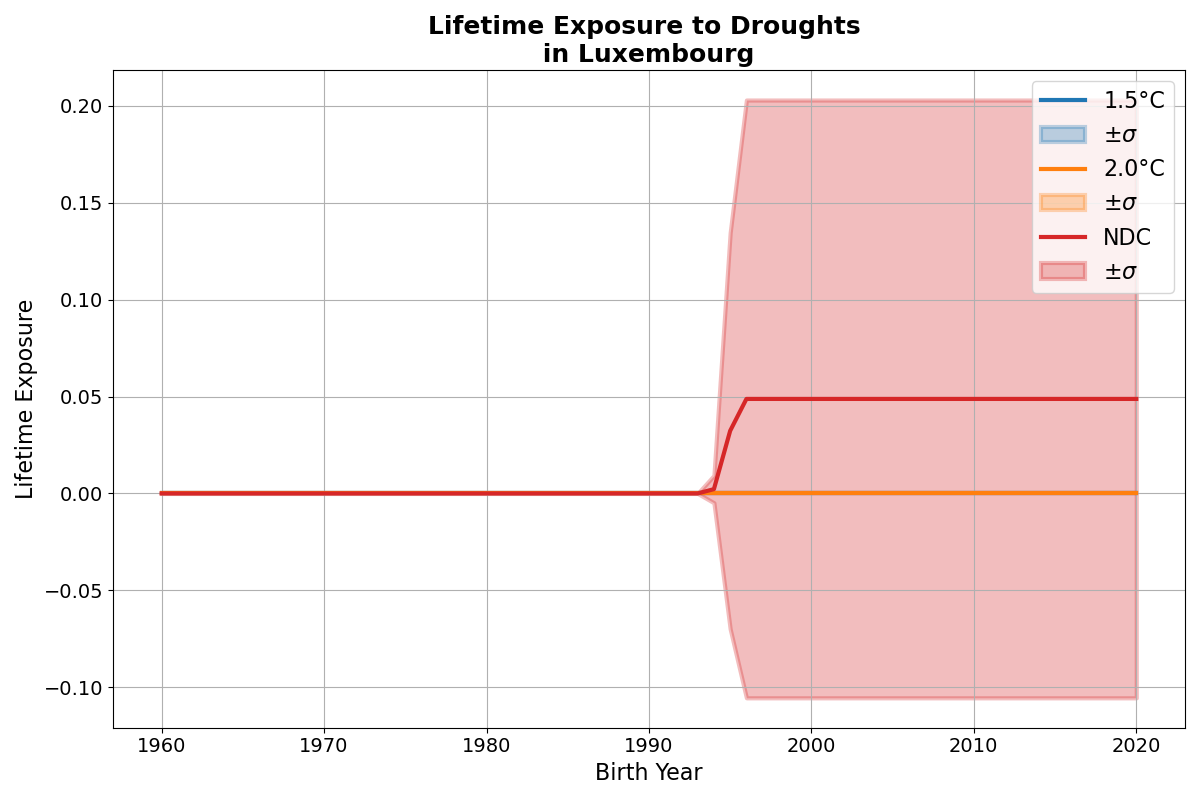 Lifetime Exposure to Droughts
in Luxembourg
Lifetime Exposure
0.20
0.15
0.10
0.05
0.00
−0.05
−0.10
1.5°C
±σ
2.0°C
±σ
NDC
±σ
1960 1970 1980 1990 2000 2010 2020
Birth Year